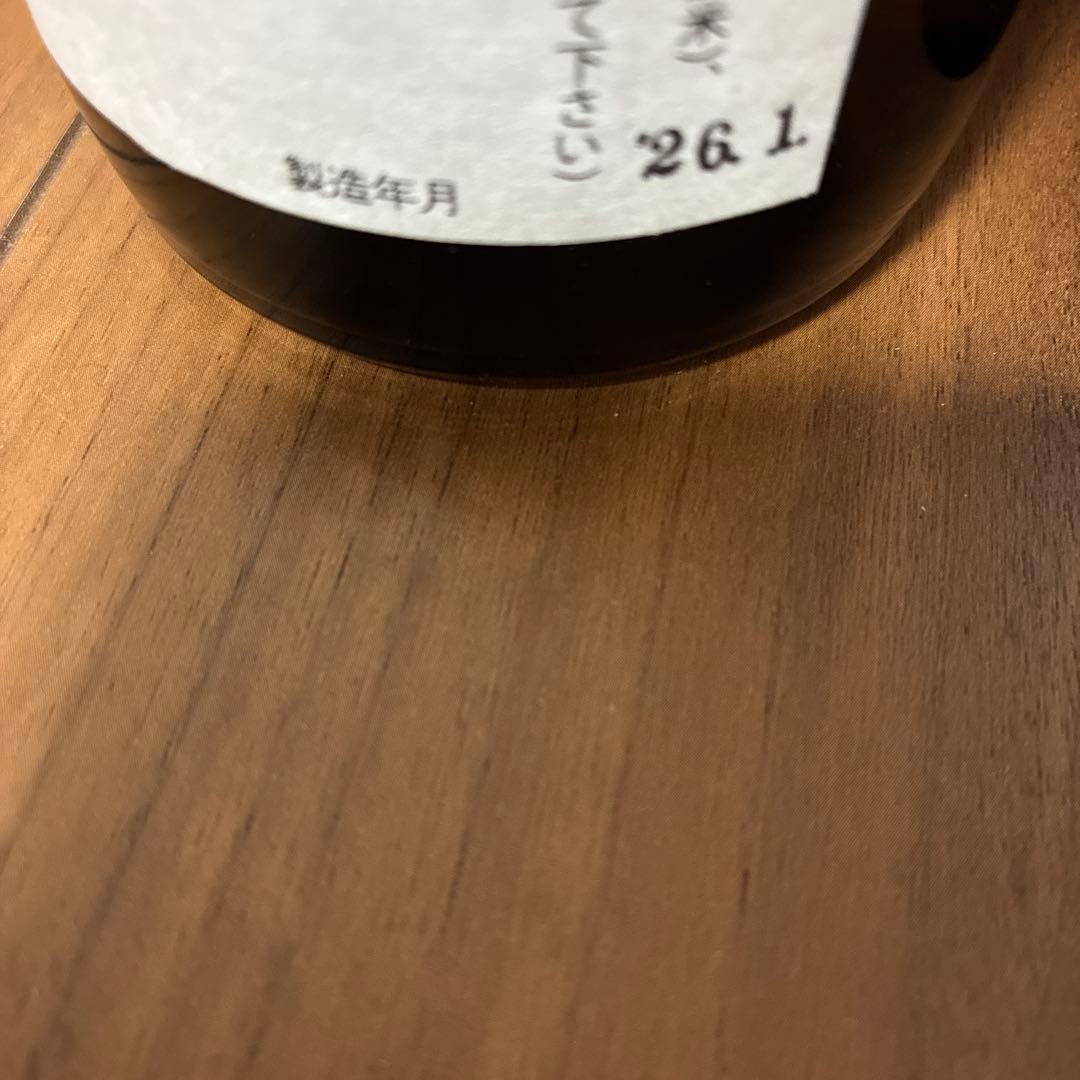 米)、
て下さい)
製造年月
'26. 1.